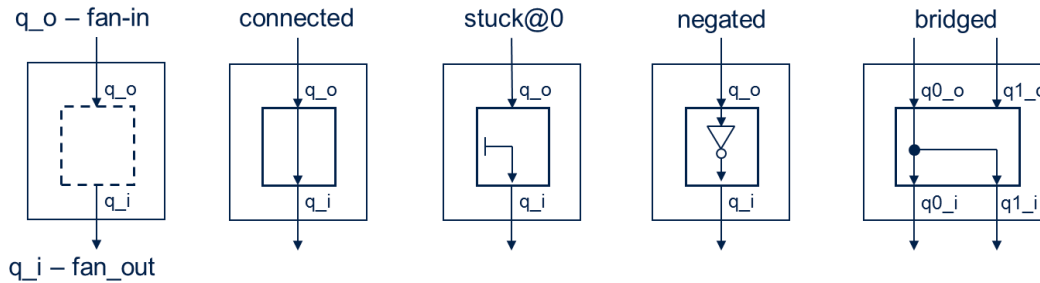 q_o – fan-in
connected
stuck@0
negated
bridged
q_o
q_o
q_o
q_o
q0_o
q1_o
q_i
q_i
q_i
q_i
q0_i
q1_i
q_i – fan_out